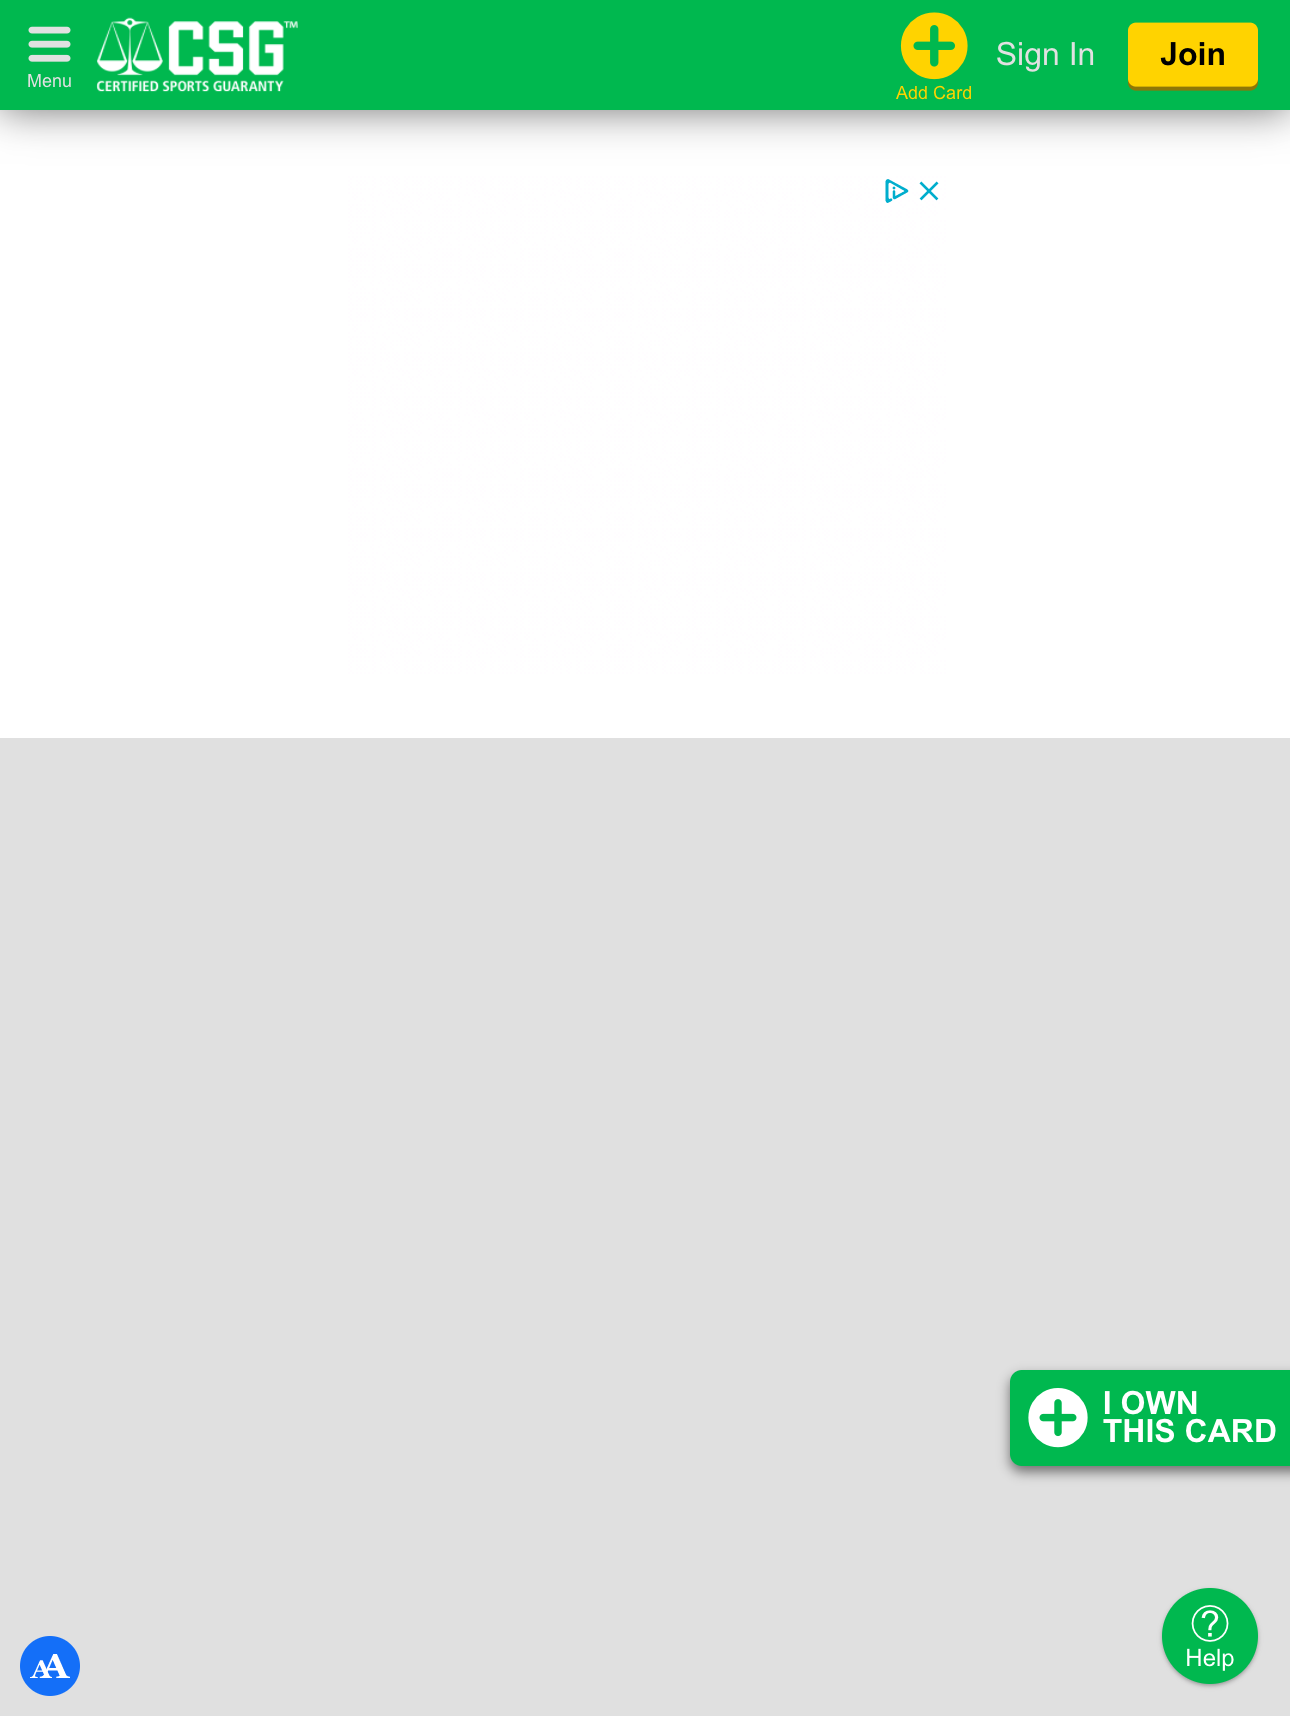 Menu
CSG™
CERTIFIED SPORTS GUARANTY
Add Card
Sign In
Join
I OWN
THIS CARD
Help
AA